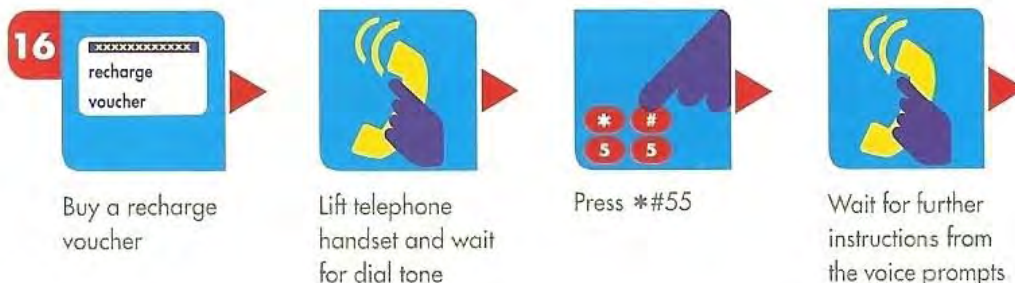 16
xxxxxxxxxxxx
recharge
voucher
* #
5 5
Buy a recharge
voucher
Lift telephone
handset and wait
for dial tone
Press *#55
Wait for further
instructions from
the voice prompts